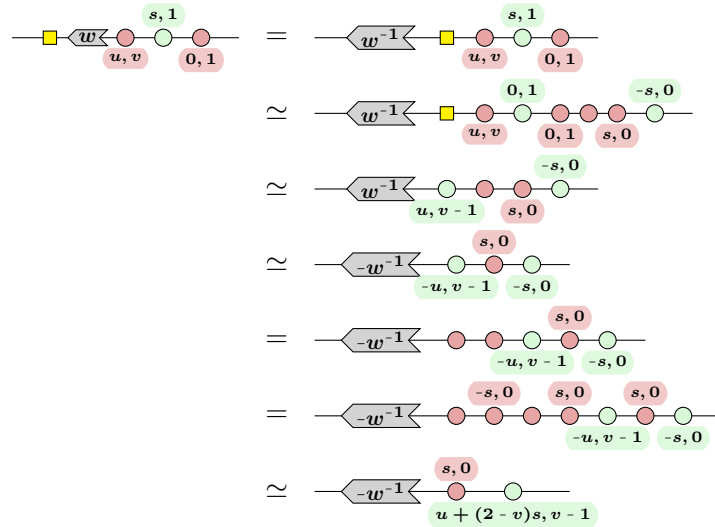 s, 1 s, 1
w = w⁻¹
u, v 0, 1 u, v 0, 1
0, 1 -s, 0
≃ w⁻¹
u, v 0, 1 s, 0
-s, 0
≃ w⁻¹
u, v - 1 s, 0
s, 0
≃ -w⁻¹
-u, v - 1 -s, 0
s, 0
= -w⁻¹
-u, v - 1 -s, 0
-s, 0 s, 0 s, 0
= -w⁻¹
-u, v - 1 -s, 0
s, 0
≃ -w⁻¹
u + (2 - v)s, v - 1